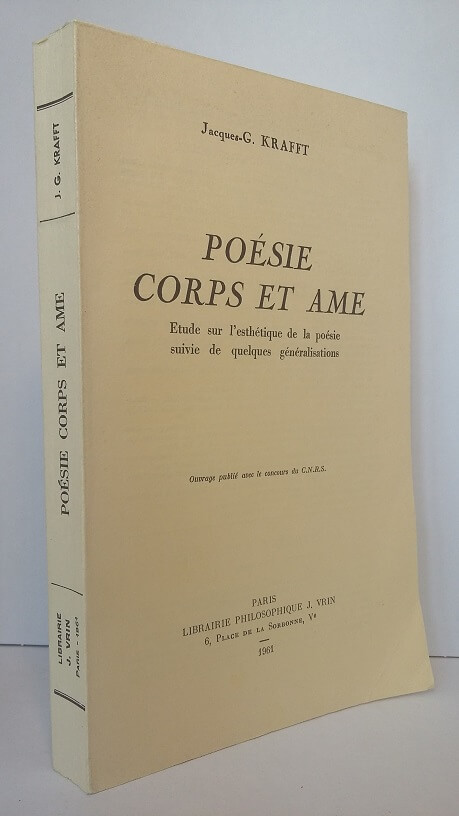 Jacques-G. KRAFFT
POÉSIE
CORPS ET AME
Etude sur l'esthétique de la poésie
suivie de quelques généralisations
Ouvrage publié avec le concours du C.N.R.S.
PARIS
LIBRAIRIE PHILOSOPHIQUE J. VRIN
6, PLACE DE LA SORBONNE, Ve
1961
J. G. KRAFFT
POÉSIE CORPS ET AME
LIBRAIRIE
J. VRIN
PARIS - 1961